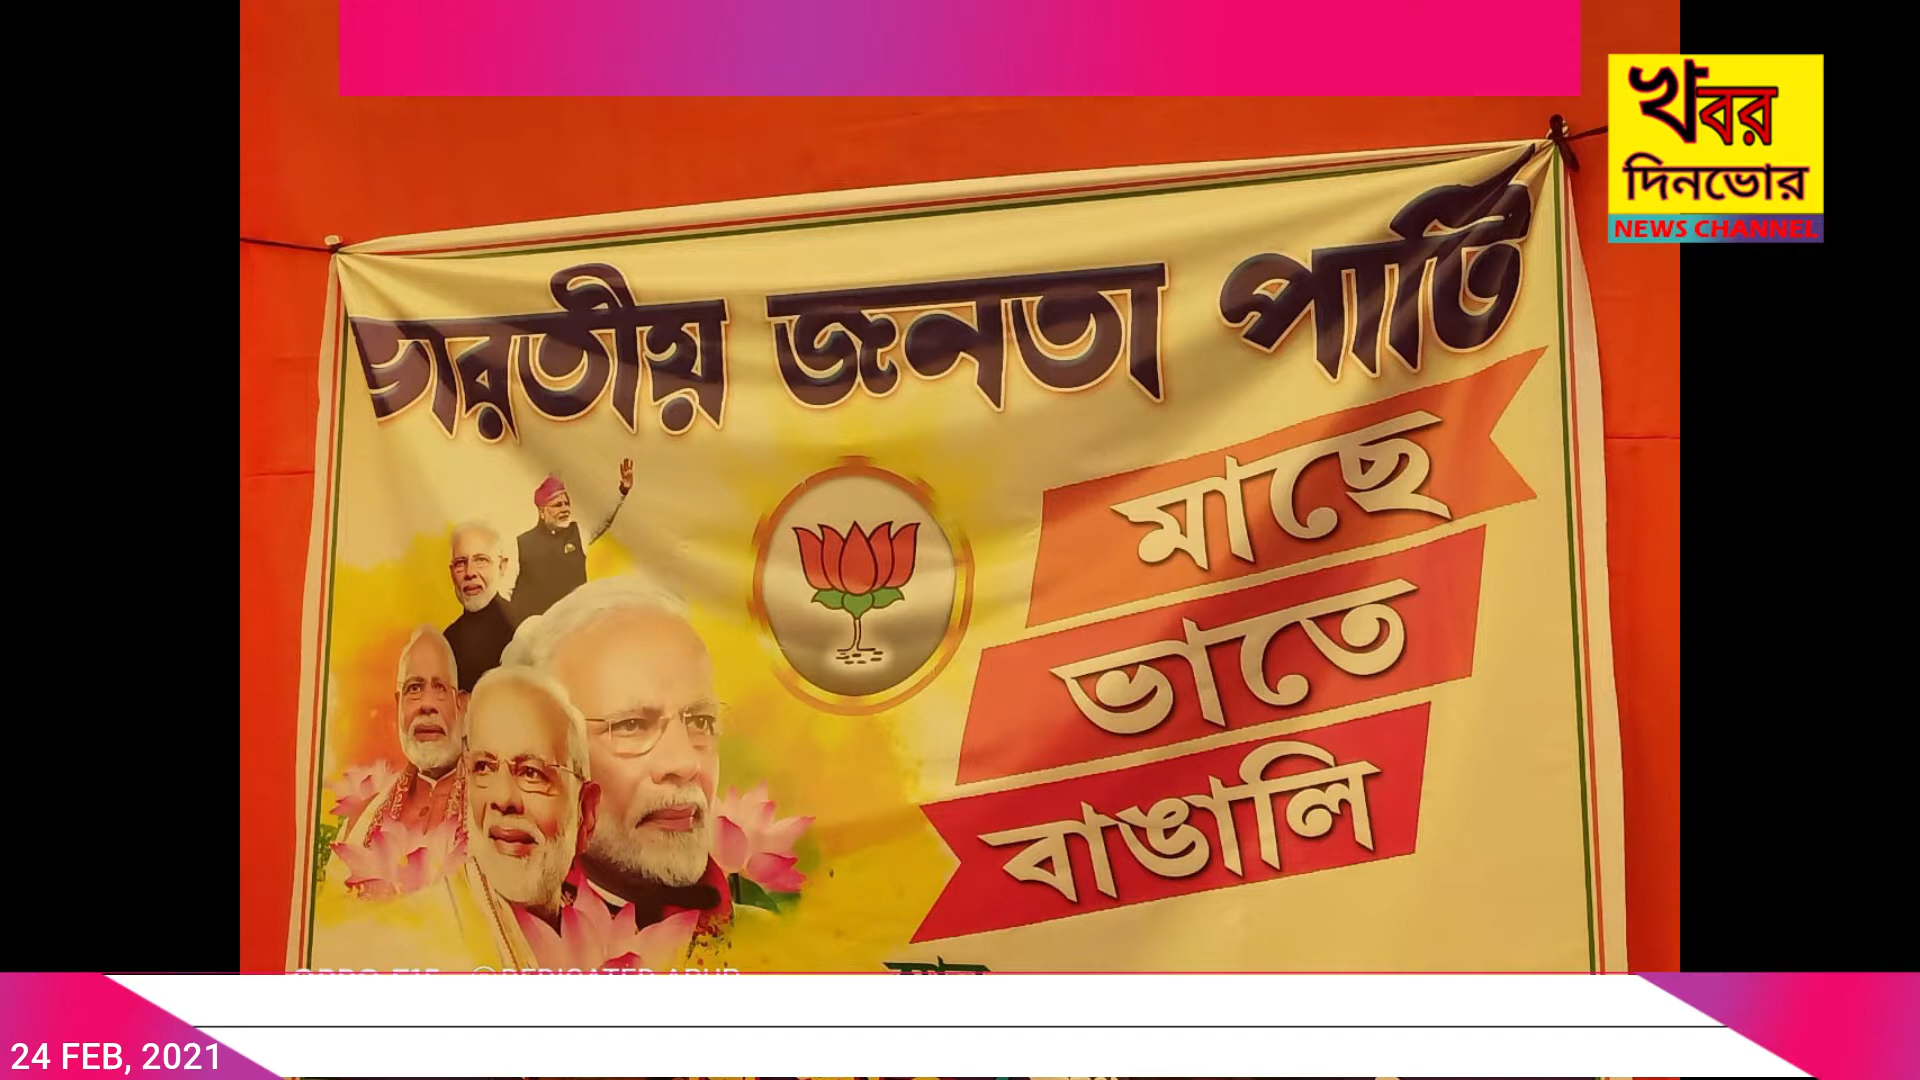 খবর
দিনভোর
NEWS CHANNEL
ভারতীয় জনতা পার্টি
মাছে
ভাতে
বাঙালি
24 FEB, 2021